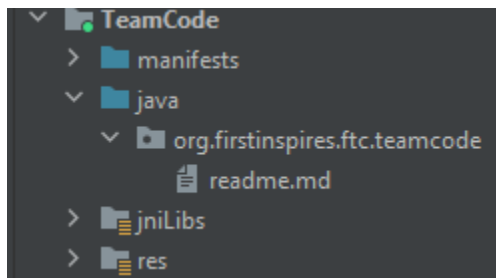 TeamCode
manifests
java
org.firstinspires.ftc.teamcode
readme.md
jniLibs
res